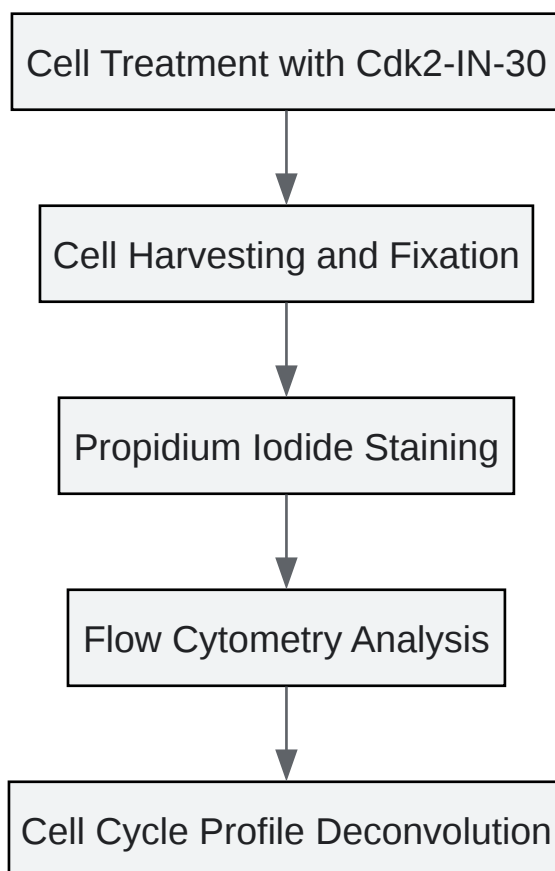 Cell Treatment with Cdk2-IN-30
Cell Harvesting and Fixation
Propidium Iodide Staining
Flow Cytometry Analysis
Cell Cycle Profile Deconvolution